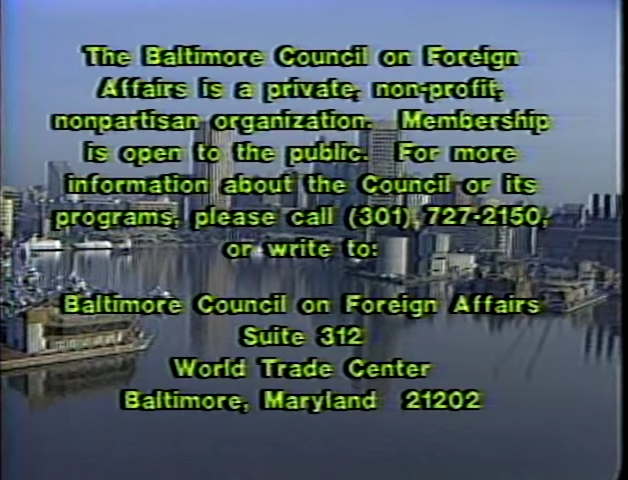 The Baltimore Council on Foreign
Affairs is a private, non-profit,
nonpartisan organization. Membership
is open to the public. For more
information about the Council or its
programs, please call (301) 727-2150,
or write to:
Baltimore Council on Foreign Affairs
Suite 312
World Trade Center
Baltimore, Maryland 21202